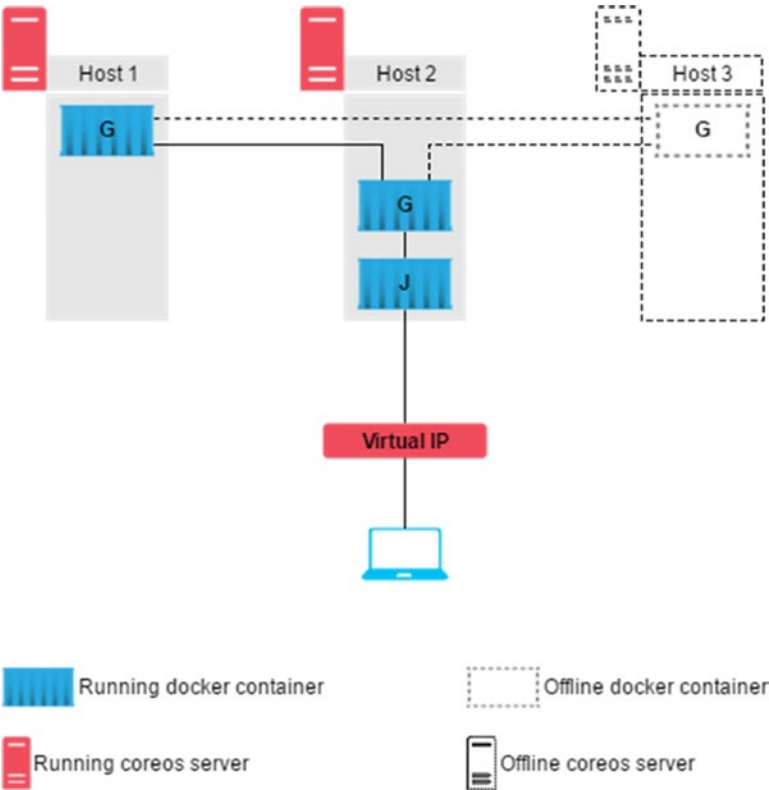 Host 1
Host 2
Host 3
G
G
G
J
Virtual IP
Running docker container
Offline docker container
Running coreos server
Offline coreos server